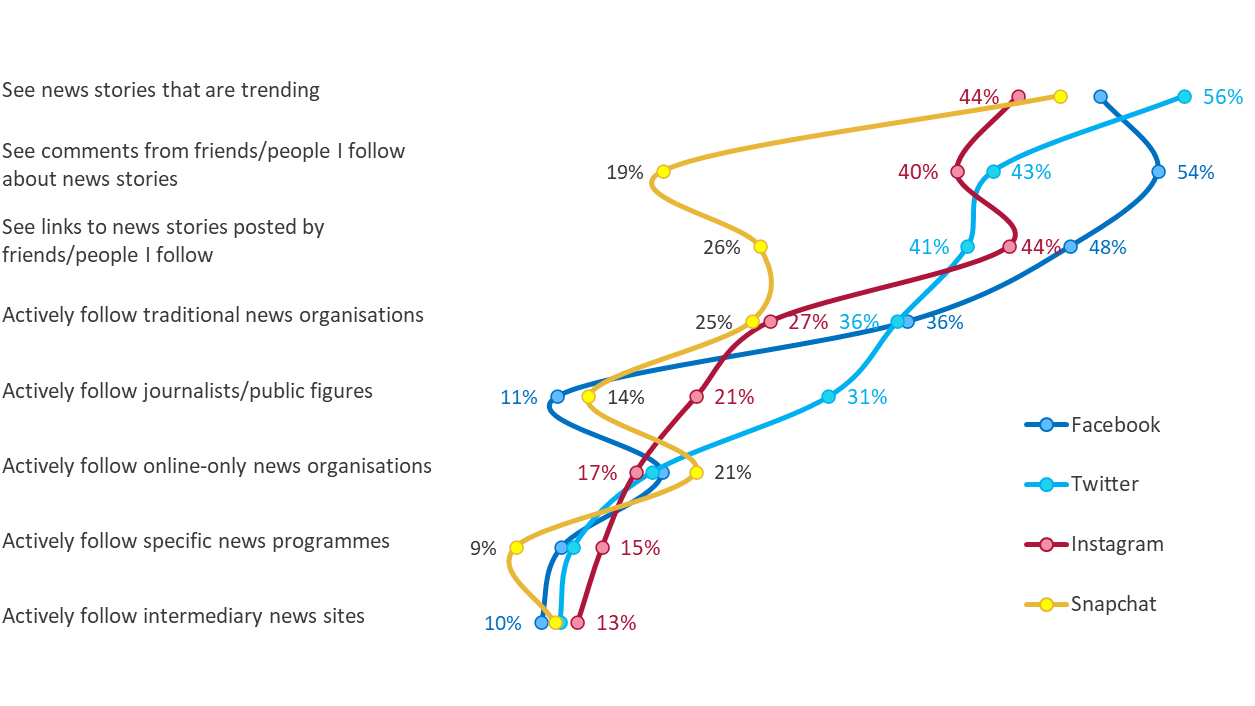 See news stories that are trending
44%
56%
See comments from friends/people I follow
about news stories
19%
40%
43%
54%
See links to news stories posted by
friends/people I follow
26%
41%
44%
48%
Actively follow traditional news organisations
25%
27%
36%
36%
Actively follow journalists/public figures
11%
14%
21%
31%
Facebook
Actively follow online-only news organisations
17%
21%
Twitter
Actively follow specific news programmes
9%
15%
Instagram
Snapchat
Actively follow intermediary news sites
10%
13%